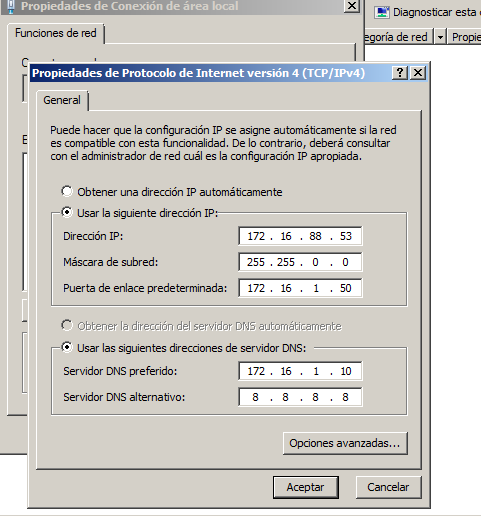 Propiedades de Conexión de área local
Diagnosticar esta
egoría de red
Propie
Funciones de red
Propiedades de Protocolo de Internet versión 4 (TCP/IPv4)
General
Puede hacer que la configuración IP se asigne automáticamente si la red
es compatible con esta funcionalidad. De lo contrario, deberá consultar
con el administrador de red cuál es la configuración IP apropiada.
Obtener una dirección IP automáticamente
Usar la siguiente dirección IP:
Dirección IP: 172 . 16 . 88 . 53
Máscara de subred: 255 . 255 . 0 . 0
Puerta de enlace predeterminada: 172 . 16 . 1 . 50
Obtener la dirección del servidor DNS automáticamente
Usar las siguientes direcciones de servidor DNS:
Servidor DNS preferido: 172 . 16 . 1 . 10
Servidor DNS alternativo: 8 . 8 . 8 . 8
Opciones avanzadas...
Aceptar
Cancelar